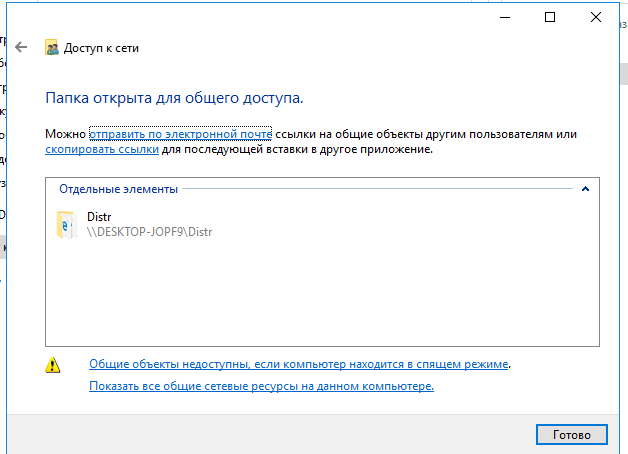 Доступ к сети
Папка открыта для общего доступа.
Можно отправить по электронной почте ссылки на общие объекты другим пользователям или
скопировать ссылки для последующей вставки в другое приложение.
Отдельные элементы
Distr
\\DESKTOP-JOPF9\Distr
Общие объекты недоступны, если компьютер находится в спящем режиме.
Показать все общие сетевые ресурсы на данном компьютере.
Готово